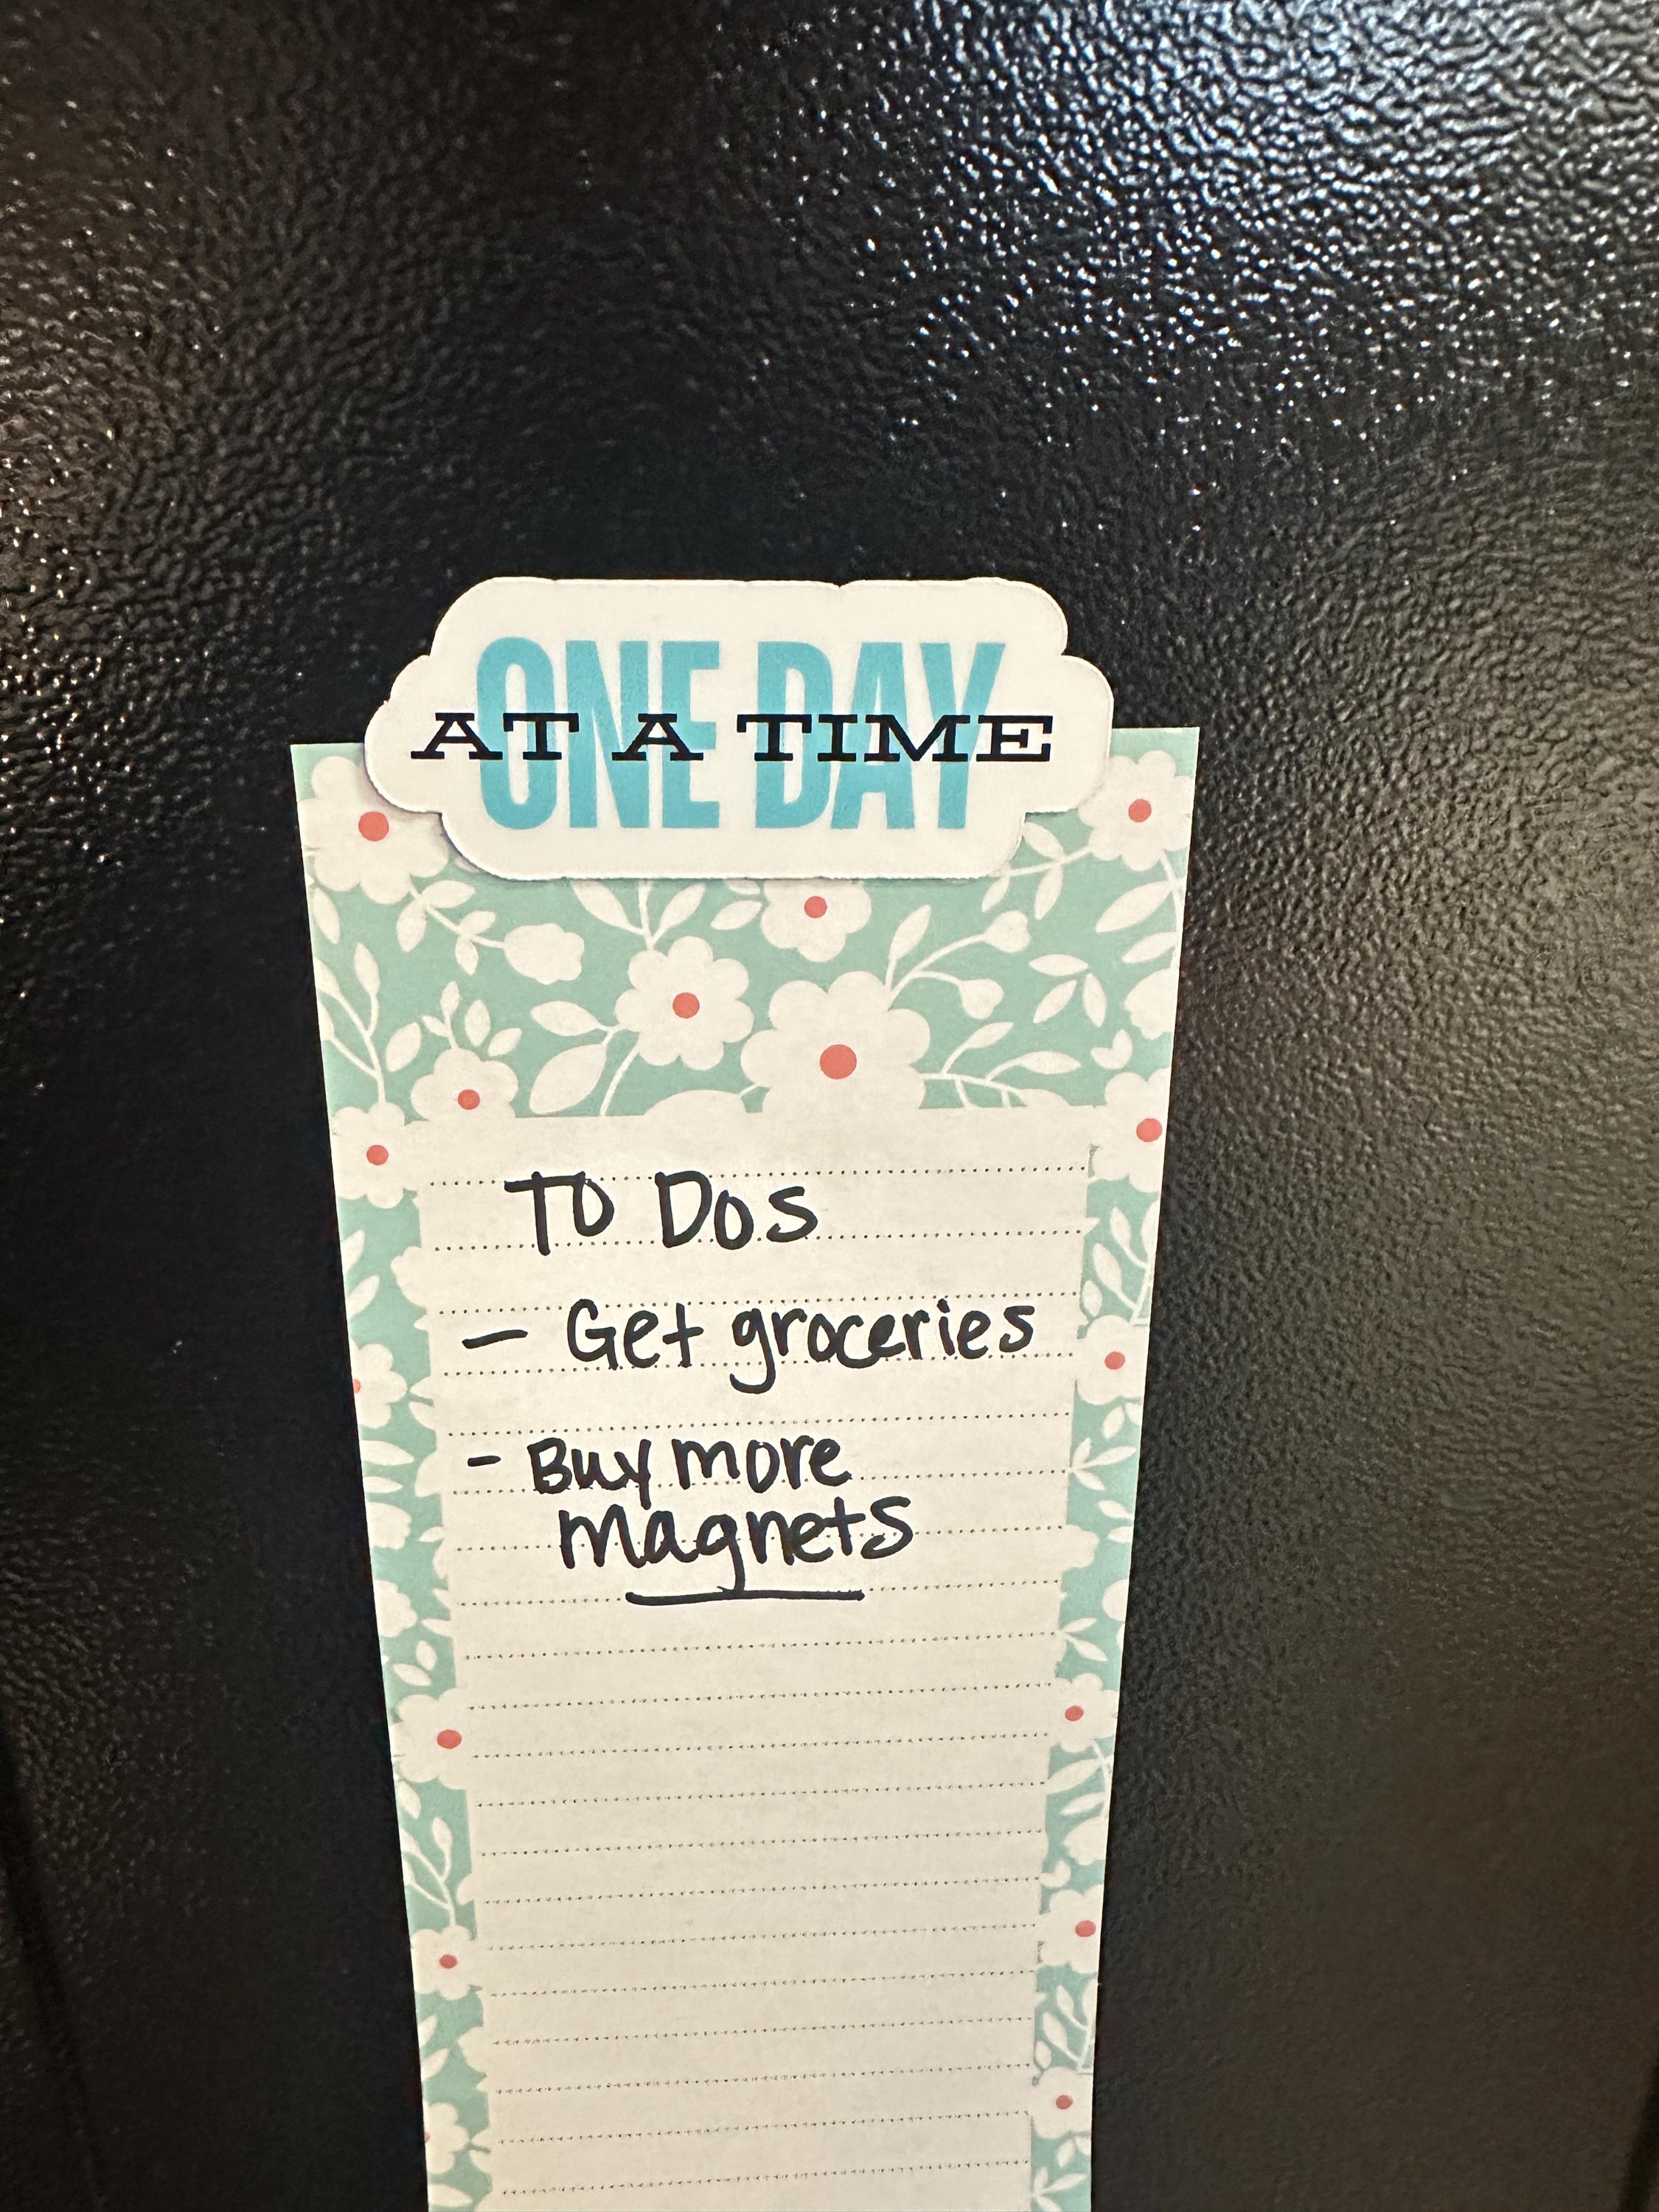 ONE DAY
AT A TIME
TO DOS
- Get groceries
- Buy more
magnets